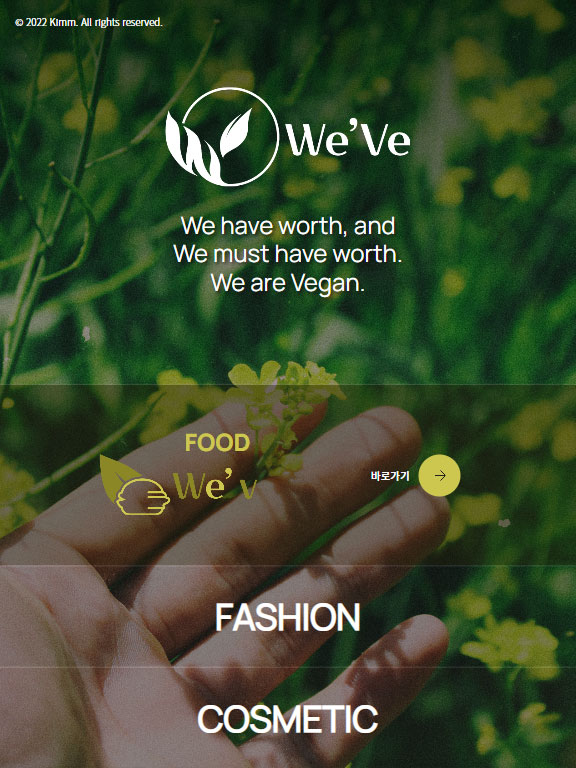 © 2022 Kimm. All rights reserved.
We’Ve
We have worth, and
We must have worth.
We are Vegan.
FOOD
We’v
바로가기
FASHION
COSMETIC